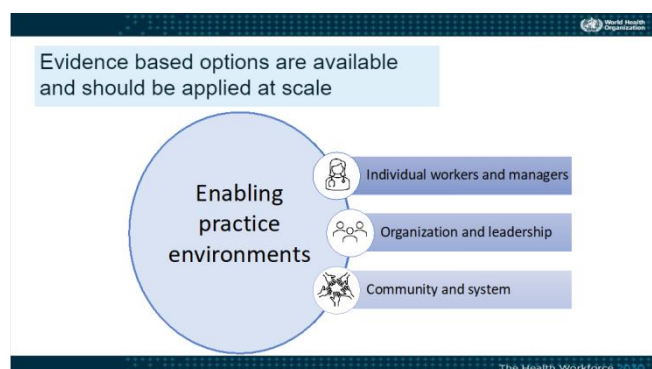 World Health
Organization
Evidence based options are available
and should be applied at scale
Enabling
practice
environments
Individual workers and managers
Organization and leadership
Community and system
The Health Workforce 2030